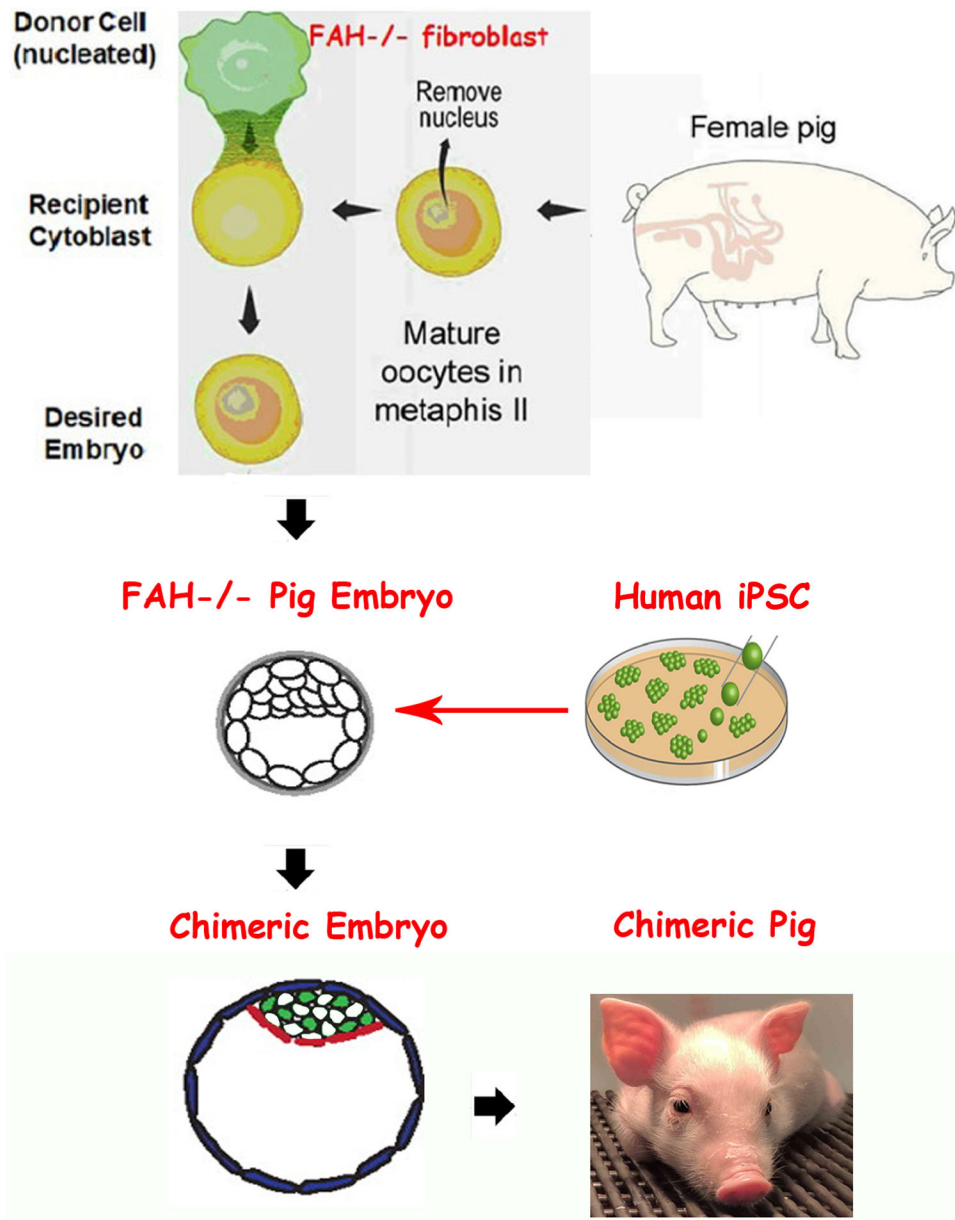 Donor Cell
(nucleated)
FAH-/- fibroblast
Remove
nucleus
Female pig
Recipient
Cytoblast
Mature
oocytes in
metaphis II
Desired
Embryo
FAH-/- Pig Embryo
Human iPSC
Chimeric Embryo
Chimeric Pig